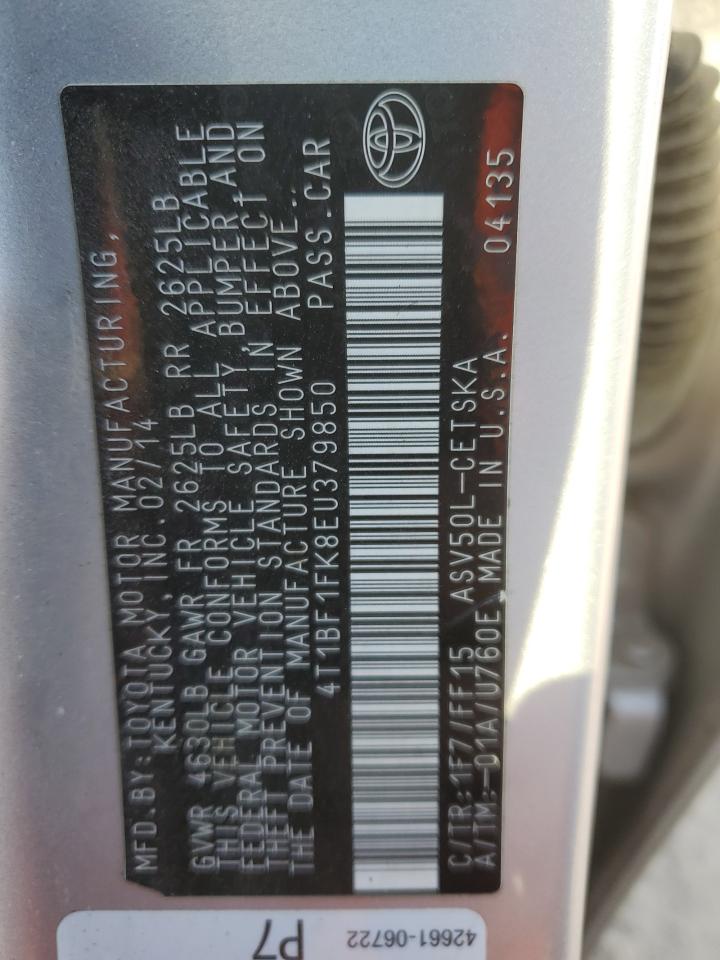 MFD.BY:TOYOTA MOTOR MANUFACTURING,
KENTUCKY,INC.02/14
GVWR 4630LB GAWR FR 2625LB RR 2625LB
THIS VEHICLE CONFORMS TO ALL APPLICABLE
FEDERAL MOTOR VEHICLE SAFETY,BUMPER,AND
THEFT PREVENTION STANDARDS IN EFFECT ON
THE DATE OF MANUFACTURE SHOWN ABOVE.
4T1BF1FK8EU379850 PASS.CAR
C/TR:1F7/FF15 ASV50L-CETSKA 04135
A/TM:-01A/U760E MADE IN U.S.A.
42661-06722
P7